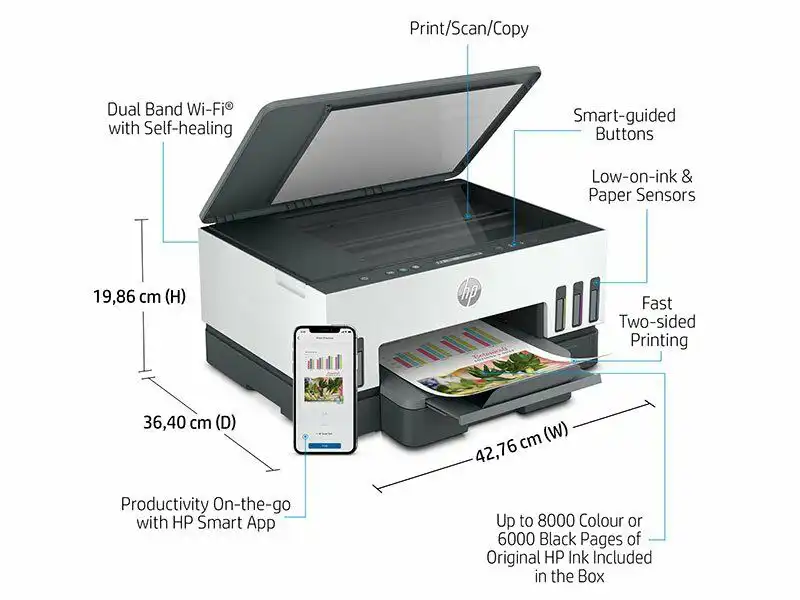 Print/Scan/Copy
Dual Band Wi-Fi®
with Self-healing
Smart-guided
Buttons
Low-on-ink &
Paper Sensors
hp
19,86 cm (H)
Fast
Two-sided
Printing
36,40 cm (D)
42,76 cm (W)
Productivity On-the-go
with HP Smart App
Up to 8000 Colour or
6000 Black Pages of
Original HP Ink Included
in the Box